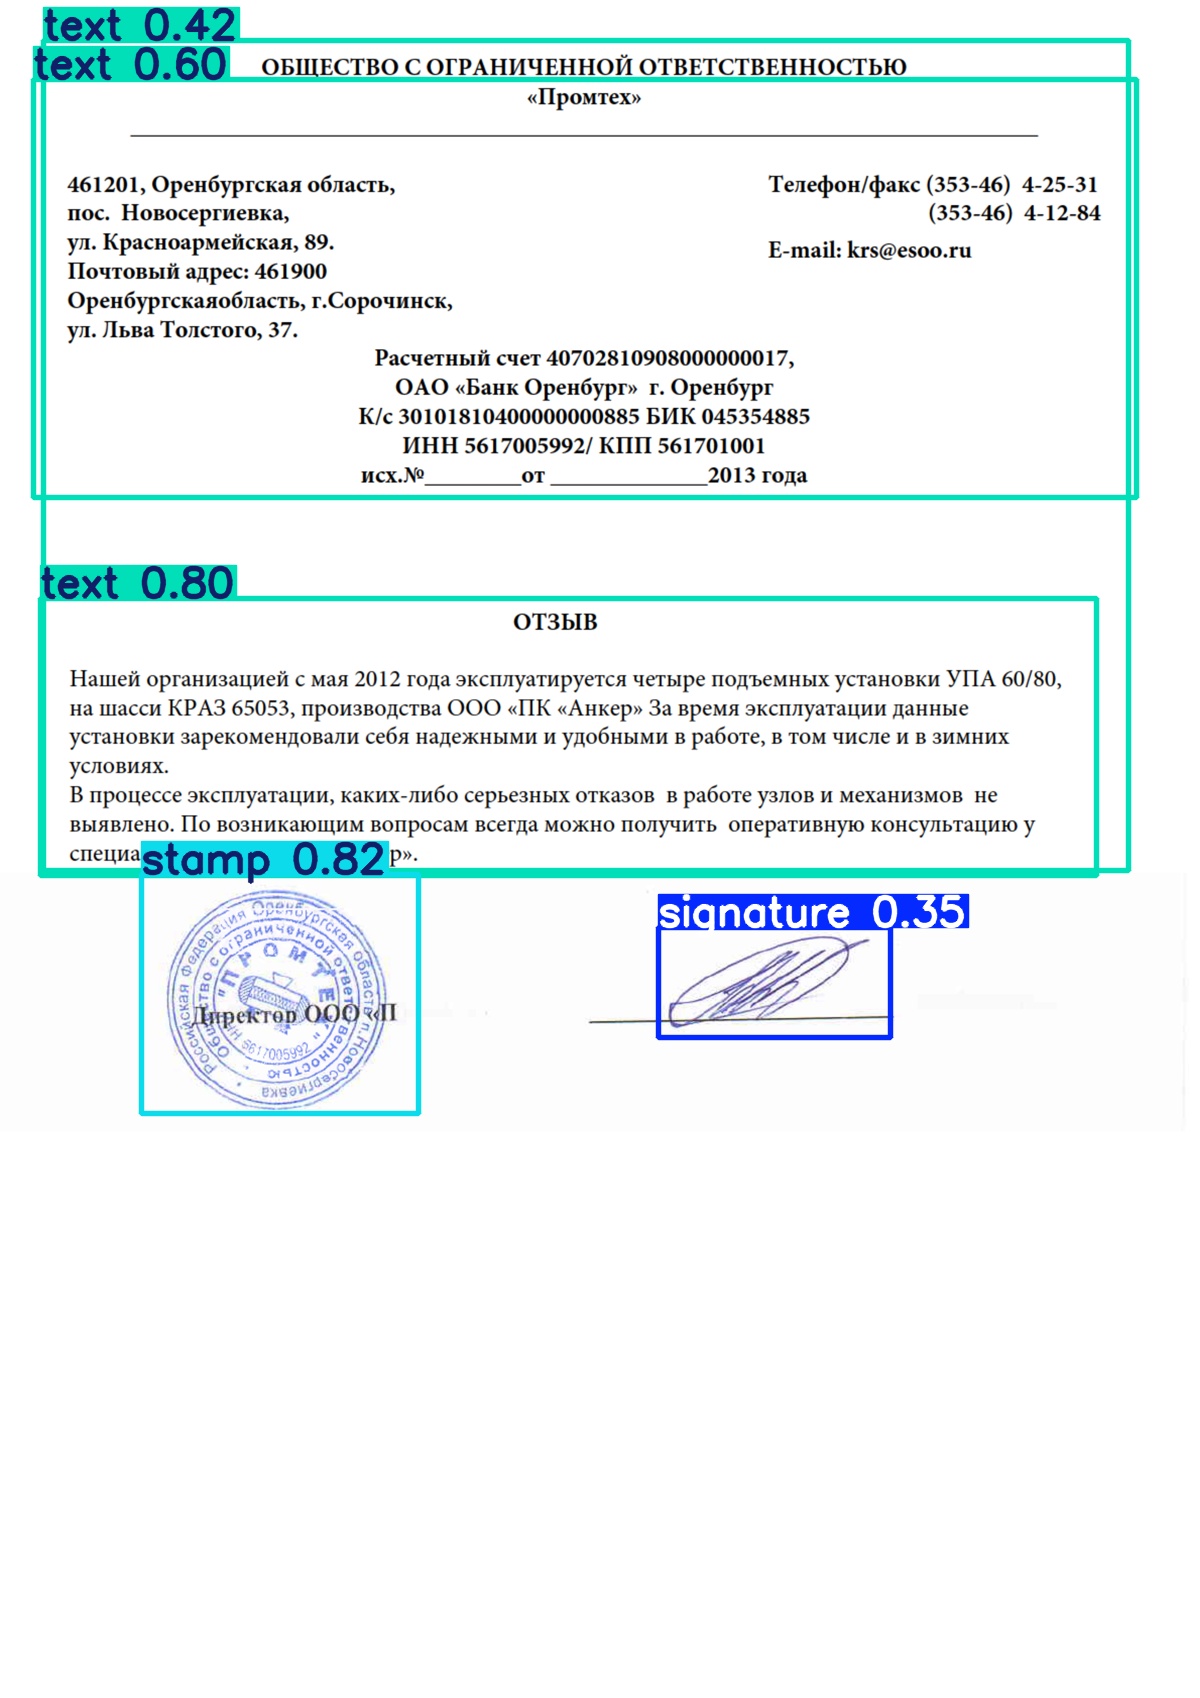 text 0.42
text 0.60
ОБЩЕСТВО С ОГРАНИЧЕННОЙ ОТВЕТСТВЕННОСТЬЮ
«Промтех»
461201, Оренбургская область,
пос. Новосергиевка,
ул. Красноармейская, 89.
Почтовый адрес: 461900
Оренбургскаяобласть, г.Сорочинск,
ул. Льва Толстого, 37.
Телефон/факс (353-46) 4-25-31
(353-46) 4-12-84
E-mail: krs@esoo.ru
Расчетный счет 40702810908000000017,
ОАО «Банк Оренбург» г. Оренбург
К/с 30101810400000000885 БИК 045354885
ИНН 5617005992/ КПП 561701001
исх.№_________от _______________2013 года
text 0.80
ОТЗЫВ
Нашей организацией с мая 2012 года эксплуатируется четыре подъемных установки УПА 60/80,
на шасси КРАЗ 65053, производства ООО «ПК «Анкер» За время эксплуатации данные
установки зарекомендовали себя надежными и удобными в работе, в том числе и в зимних
условиях.
В процессе эксплуатации, каких-либо серьезных отказов в работе узлов и механизмов не
выявлено. По возникающим вопросам всегда можно получить оперативную консультацию у
специа
stamp 0.82
р».
signature 0.35
Российская Федерация Оренбургская область п.Новосергиевка
Общество с ограниченной ответственностью
"ПРОМТЕХ"
ИНН 5617005992
Директор ООО «П